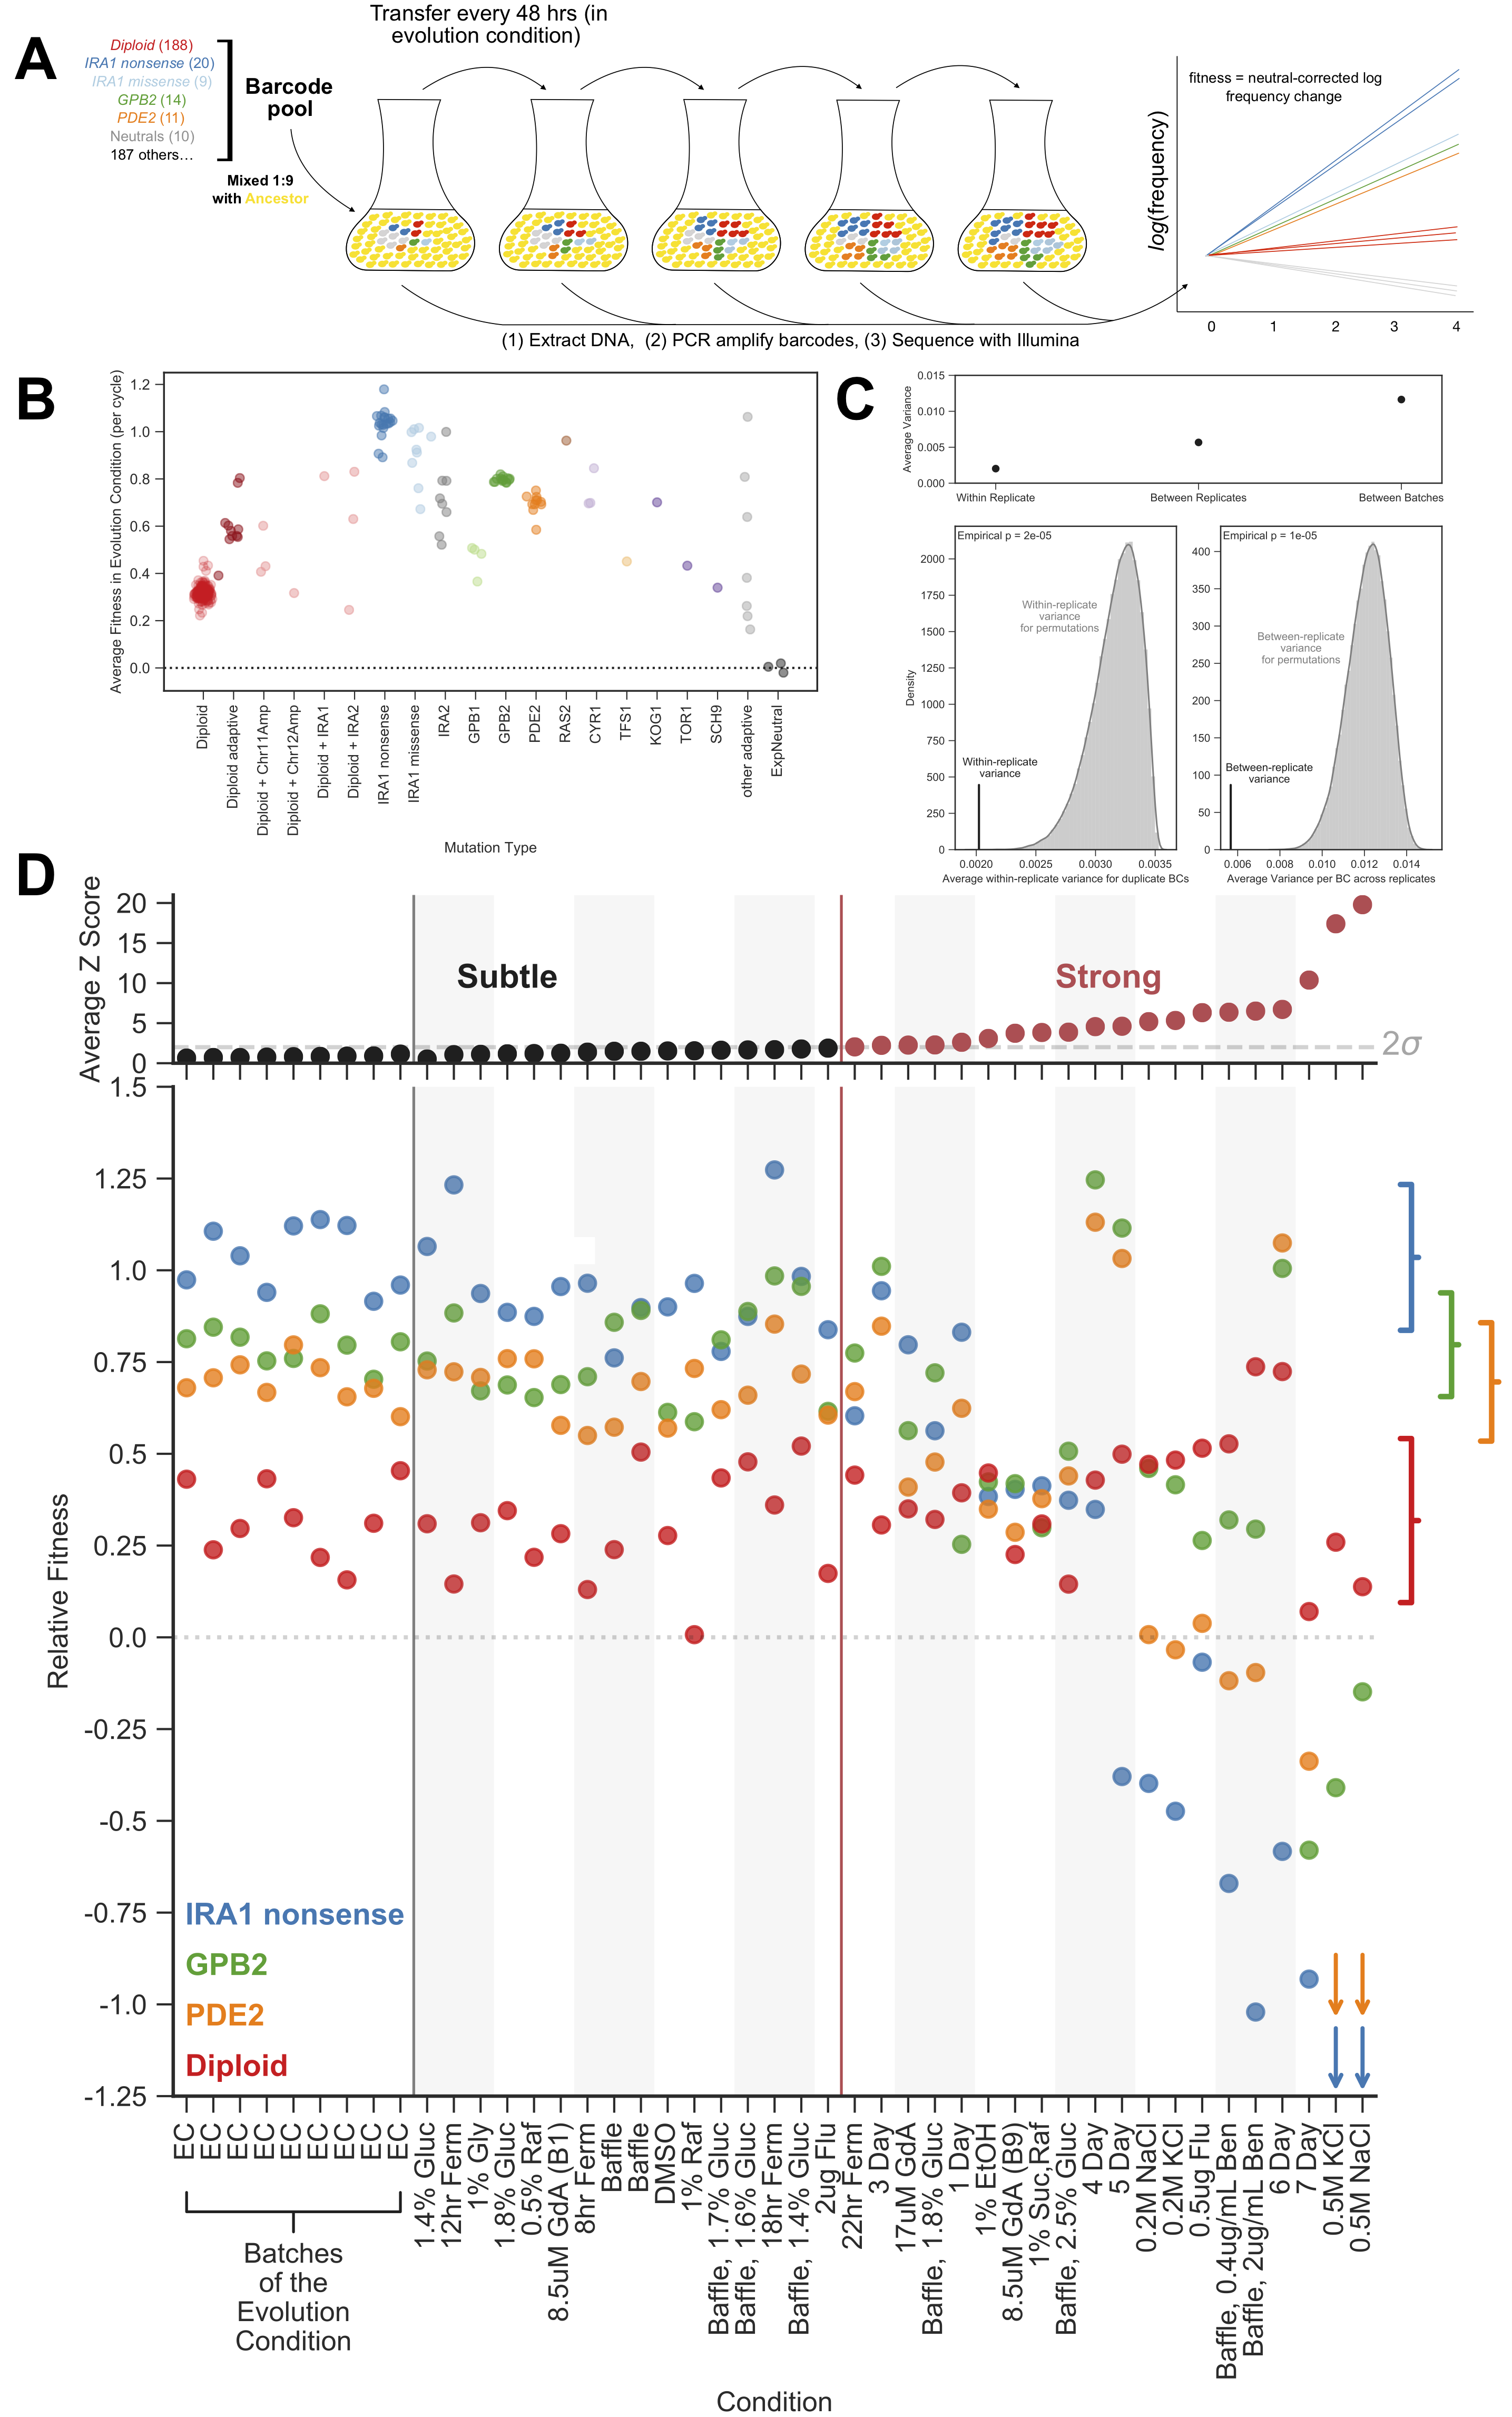 A
Diploid (188)
IRA1 nonsense (20)
IRA1 missense (9)
GPB2 (14)
PDE2 (11)
Neutrals (10)
187 others…
Barcode
pool
Mixed 1:9
with Ancestor
Transfer every 48 hrs (in
evolution condition)
(1) Extract DNA, (2) PCR amplify barcodes, (3) Sequence with Illumina
log(frequency)
fitness = neutral-corrected log
frequency change
0 1 2 3 4
B
Average Fitness in Evolution Condition (per cycle)
1.2
1.0
0.8
0.6
0.4
0.2
0.0
Diploid
Diploid adaptive
Diploid + Chr11Amp
Diploid + Chr12Amp
Diploid + IRA1
Diploid + IRA2
IRA1 nonsense
IRA1 missense
IRA2
GPB1
GPB2
PDE2
RAS2
CYR1
TFS1
KOG1
TOR1
SCH9
other adaptive
ExpNeutral
Mutation Type
C
Average Variance
0.015
0.010
0.005
0.000
Within Replicate
Between Replicates
Between Batches
Empirical p = 2e-05
Within-replicate
variance
for permutations
Within-replicate
variance
Density
2000
1750
1500
1250
1000
750
500
250
0
0.0020 0.0025 0.0030 0.0035
Average within-replicate variance for duplicate BCs
Empirical p = 1e-05
Between-replicate
variance
for permutations
Between-replicate
variance
400
350
300
250
200
150
100
50
0
0.006 0.008 0.010 0.012 0.014
Average Variance per BC across replicates
D
Average Z Score
20
15
10
5
0
Subtle
Strong
2σ
Relative Fitness
1.5
1.25
1.0
0.75
0.5
0.25
0.0
-0.25
-0.5
-0.75
-1.0
-1.25
IRA1 nonsense
GPB2
PDE2
Diploid
EC
EC
EC
EC
EC
EC
EC
EC
EC
1.4% Gluc
12hr Ferm
1% Gly
1.8% Gluc
0.5% Raf
8.5uM GdA (B1)
8hr Ferm
Baffle
Baffle
DMSO
1% Raf
Baffle, 1.7% Gluc
Baffle, 1.6% Gluc
18hr Ferm
Baffle, 1.4% Gluc
2ug Flu
22hr Ferm
3 Day
17uM GdA
Baffle, 1.8% Gluc
1 Day
1% EtOH
8.5uM GdA (B9)
1% Suc,Raf
Baffle, 2.5% Gluc
4 Day
5 Day
0.2M NaCl
0.2M KCl
0.5ug Flu
Baffle, 0.4ug/mL Ben
Baffle, 2ug/mL Ben
6 Day
7 Day
0.5M KCl
0.5M NaCl
Batches
of the
Evolution
Condition
Condition